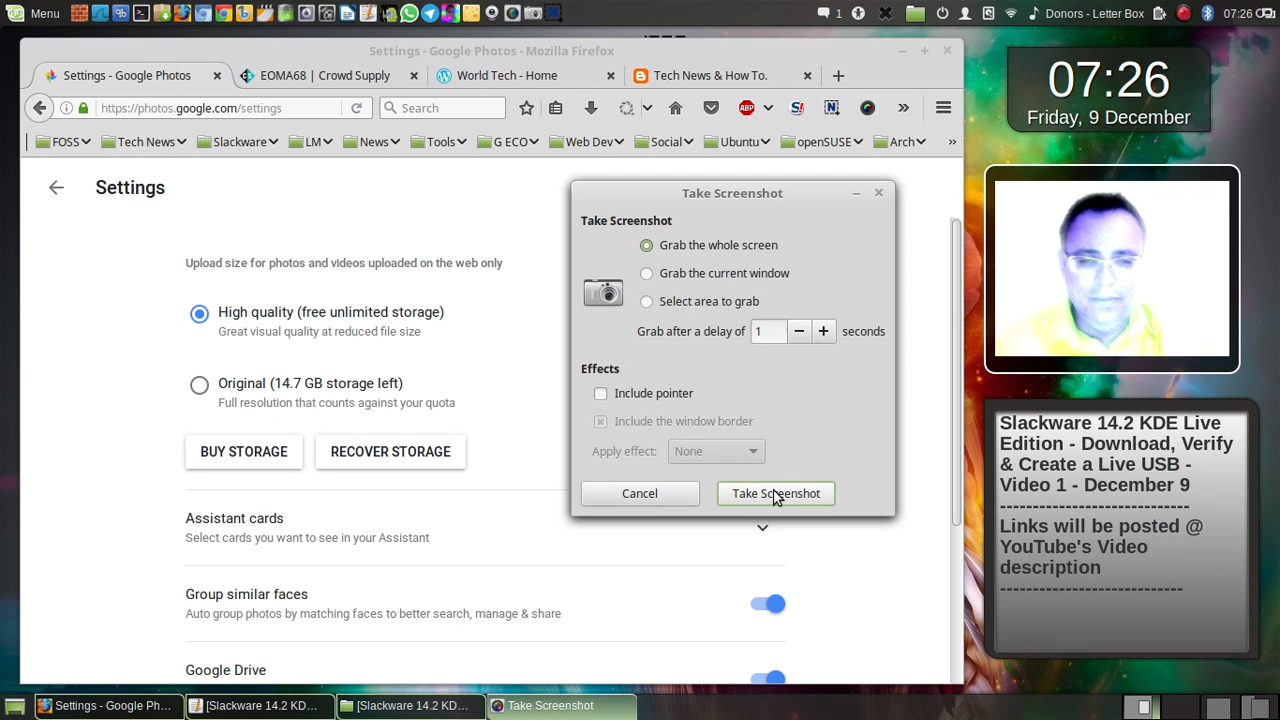 Menu
1
Donors - Letter Box
07:26
Settings - Google Photos - Mozilla Firefox
Settings - Google Photos
EOMA68 | Crowd Supply
World Tech - Home
Tech News & How To.
https://photos.google.com/settings
Search
ABP
S!
N
FOSS
Tech News
Slackware
LM
News
Tools
G ECO
Web Dev
Social
Ubuntu
openSUSE
Arch
Settings
Upload size for photos and videos uploaded on the web only
High quality (free unlimited storage)
Great visual quality at reduced file size
Original (14.7 GB storage left)
Full resolution that counts against your quota
BUY STORAGE
RECOVER STORAGE
Assistant cards
Select cards you want to see in your Assistant
Group similar faces
Auto group photos by matching faces to better search, manage & share
Google Drive
Take Screenshot
Take Screenshot
Grab the whole screen
Grab the current window
Select area to grab
Grab after a delay of 1 seconds
Effects
Include pointer
Include the window border
Apply effect: None
Cancel
Take Screenshot
07:26
Friday, 9 December
Slackware 14.2 KDE Live
Edition - Download, Verify
& Create a Live USB -
Video 1 - December 9
----------------------------
Links will be posted @
YouTube's Video
description
---------------------------
Settings - Google Ph...
[Slackware 14.2 KD...
[Slackware 14.2 KD...
Take Screenshot